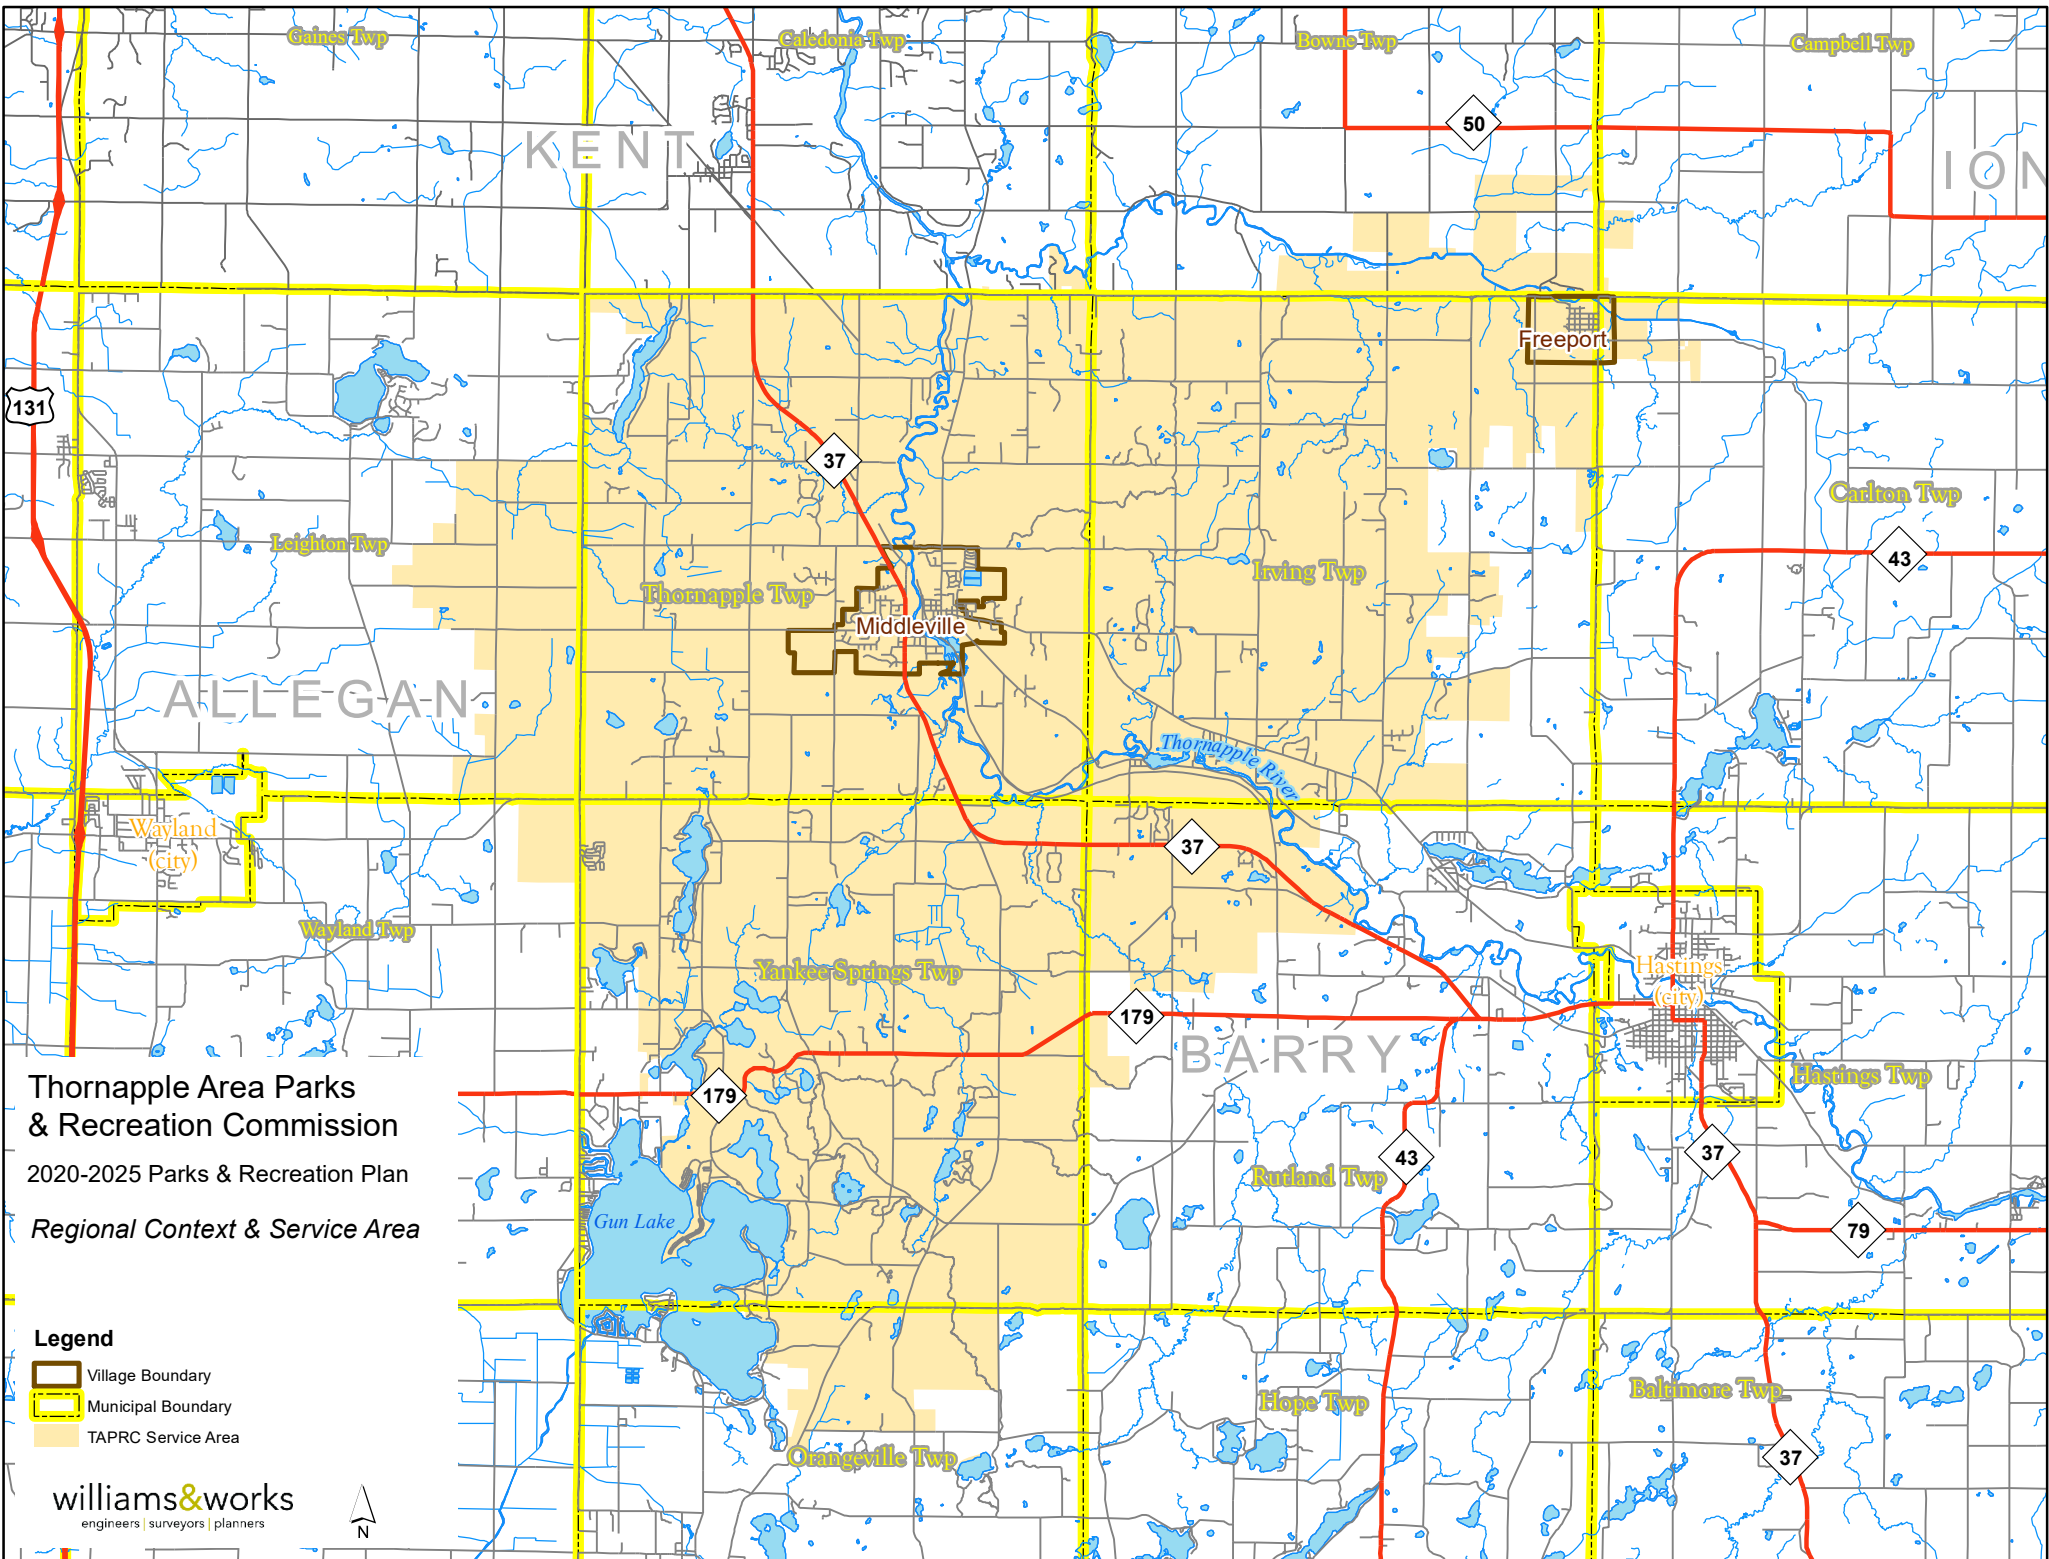 Gaines Twp
Caledonia Twp
Bowne Twp
Campbell Twp
50
KENT
ION
Freeport
131
37
Carlton Twp
Leighton Twp
43
Thornapple Twp
Irving Twp
Middleville
ALLEGAN
Thornapple River
Wayland
(city)
37
Wayland Twp
Yankee Springs Twp
Hastings
(city)
179
BARRY
Hastings Twp
179
Thornapple Area Parks
& Recreation Commission
2020-2025 Parks & Recreation Plan
Regional Context & Service Area
43
37
Rutland Twp
Gun Lake
79
Legend
Village Boundary
Municipal Boundary
TAPRC Service Area
Hope Twp
Baltimore Twp
Orangeville Twp
37
williams&works
engineers | surveyors | planners
N